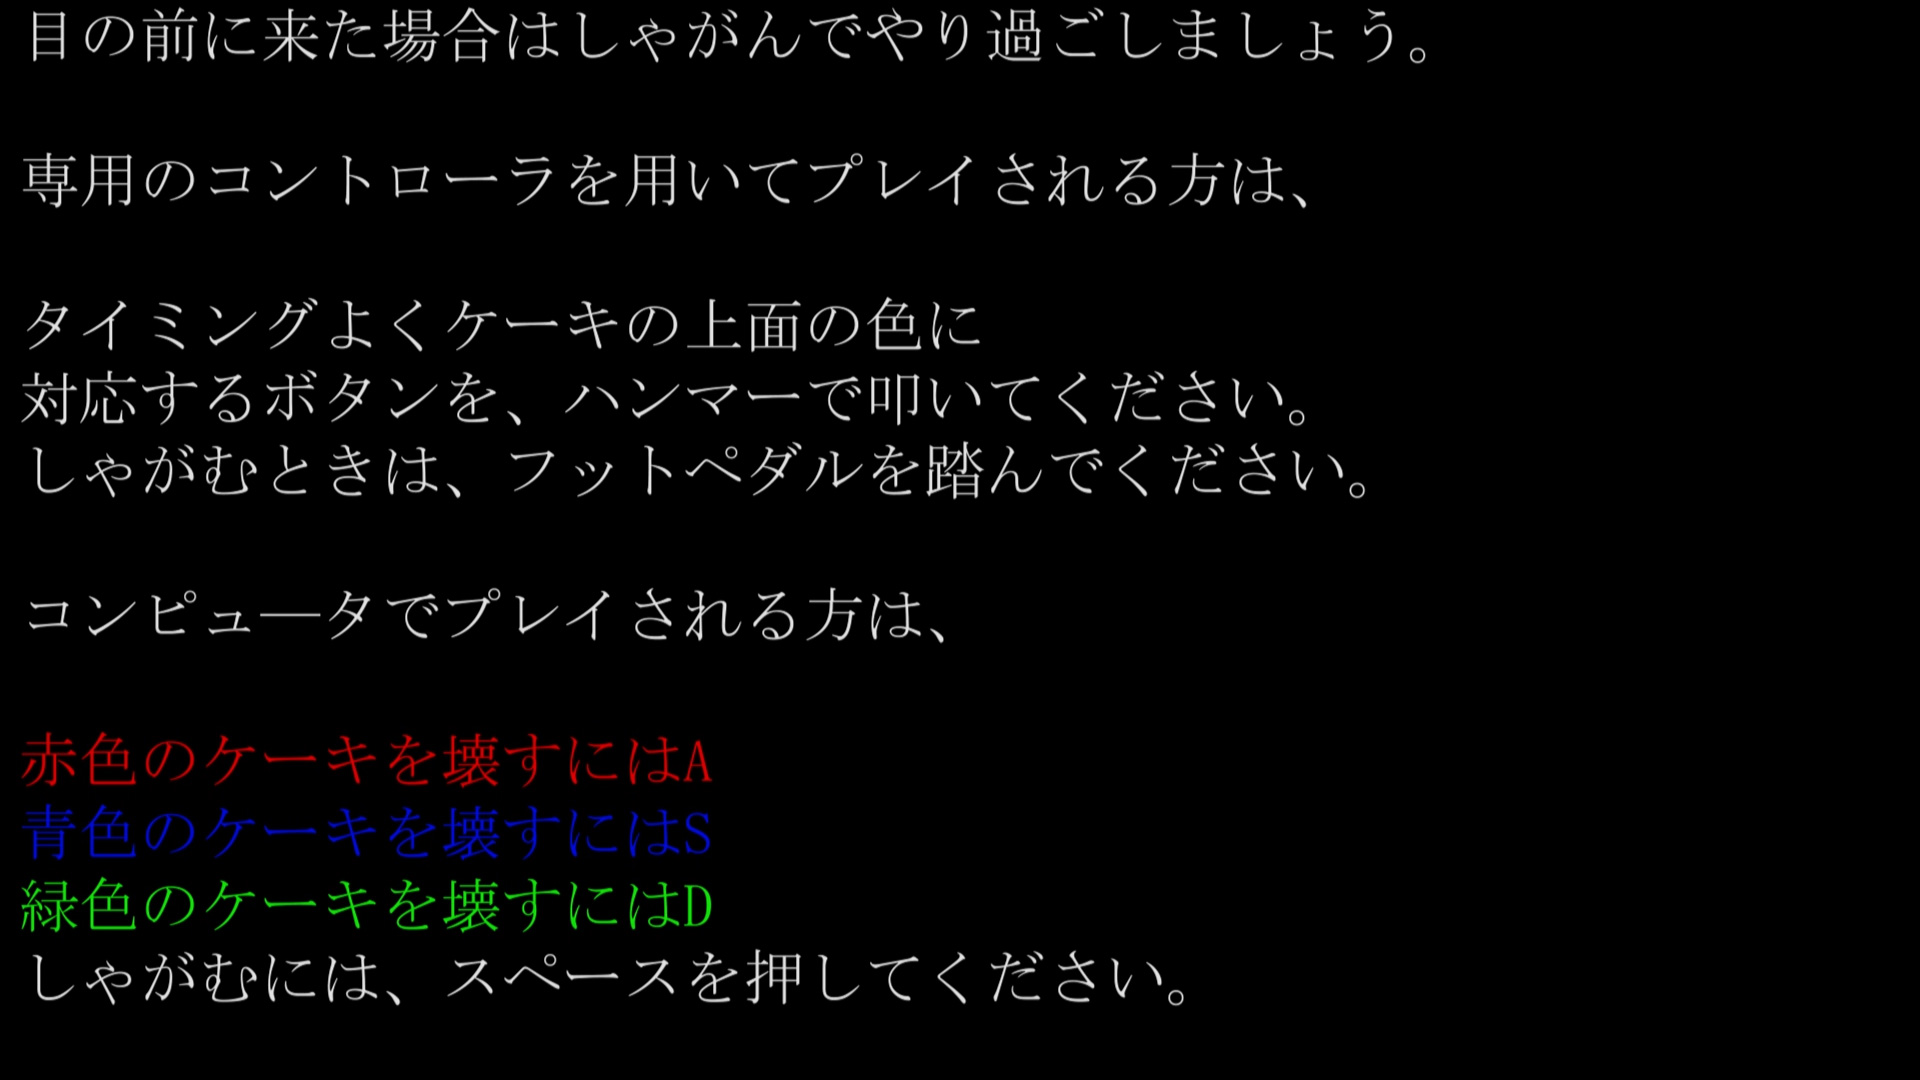 目の前に来た場合はしゃがんでやり過ごしましょう。
専用のコントローラを用いてプレイされる方は、
タイミングよくケーキの上面の色に
対応するボタンを、ハンマーで叩いてください。
しゃがむときは、フットペダルを踏んでください。
コンピュ―タでプレイされる方は、
赤色のケーキを壊すにはA
青色のケーキを壊すにはS
緑色のケーキを壊すにはD
しゃがむには、スペースを押してください。